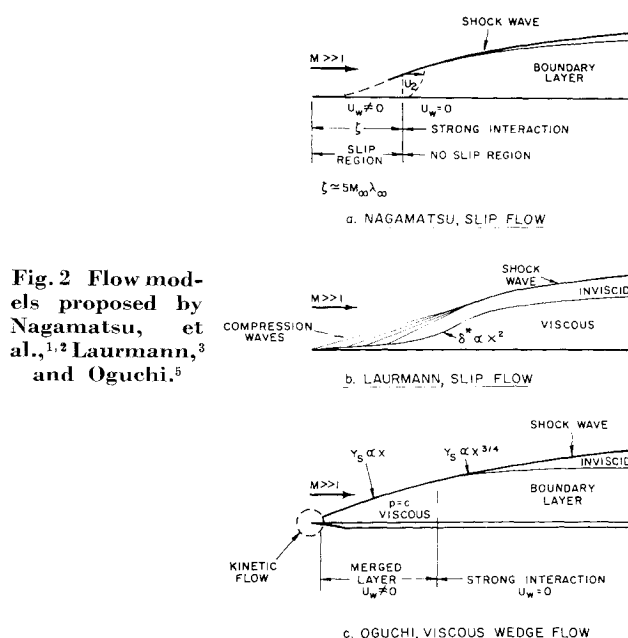 SHOCK WAVE
M>>1
BOUNDARY
LAYER
U₂
U_W≠0 U_W=0
ζ STRONG INTERACTION
SLIP
REGION NO SLIP REGION
ζ≃5M∞λ∞
a. NAGAMATSU, SLIP FLOW
Fig. 2 Flow mod-
els proposed by
Nagamatsu, et
al.,¹,² Laurmann,³
and Oguchi.⁵
SHOCK
WAVE
INVISCID
M>>1
COMPRESSION
WAVES
VISCOUS
δ* ∝ x²
b. LAURMANN, SLIP FLOW
SHOCK WAVE
Y_S ∝ X
Y_S ∝ X^3/4
INVISCID
M>>1
BOUNDARY
LAYER
p=c
VISCOUS
KINETIC
FLOW
MERGED
LAYER
U_W≠0
STRONG INTERACTION
U_W=0
c. OGUCHI, VISCOUS WEDGE FLOW